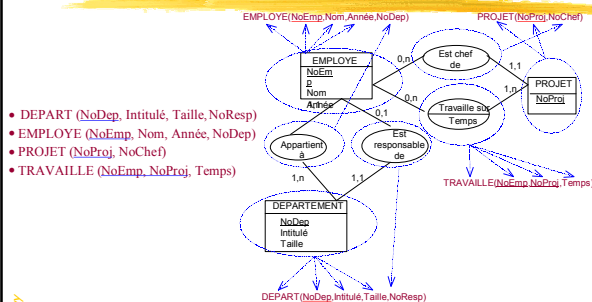 EMPLOYE(NoEmp,Nom,Année,NoDep)
PROJET(NoProj,NoChef)
• DEPART (NoDep, Intitulé, Taille,NoResp)
• EMPLOYE (NoEmp, Nom, Année, NoDep)
• PROJET (NoProj, NoChef)
• TRAVAILLE (NoEmp, NoProj, Temps)
EMPLOYE
NoEm
p
Nom
Année
0,n
Est chef
de
1,1
PROJET
NoProj
0,n
Travaille sur
Temps
1,n
0,1
Appartient
à
Est
responsable
de
1,n
1,1
TRAVAILLE(NoEmp,NoProj,Temps)
DEPARTEMENT
NoDep
Intitulé
Taille
DEPART(NoDep,Intitulé,Taille,NoResp)